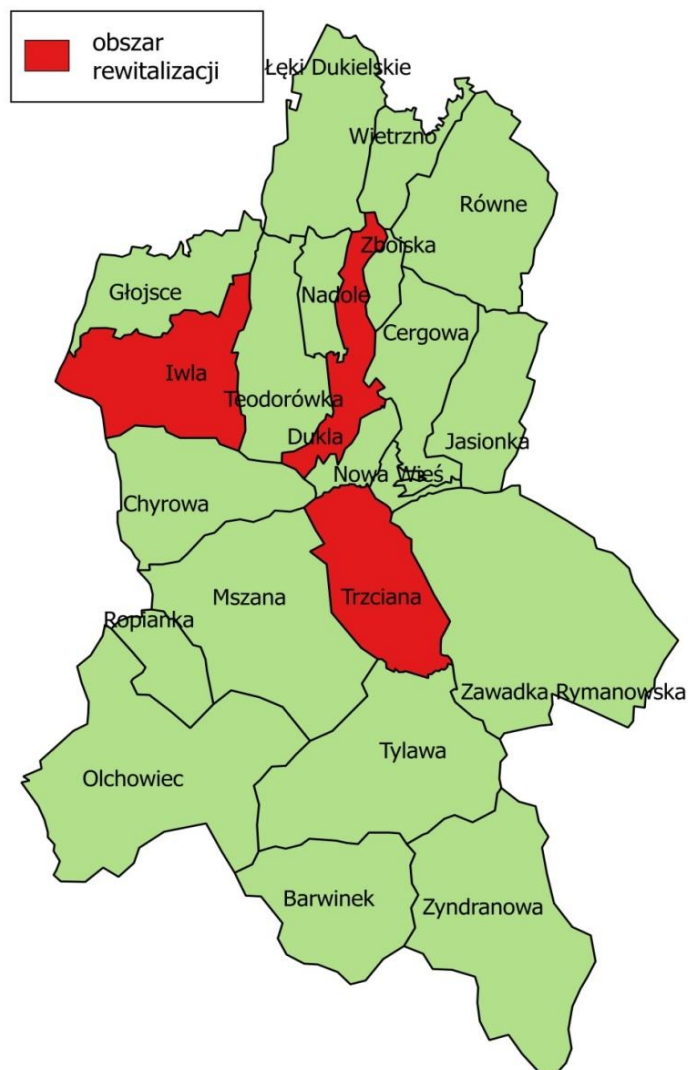 obszar
rewitalizacji
Łęki Dukielskie
Wietrzno
Równe
Zboiska
Głojsce
Nadole
Cergowa
Iwla
Teodorówka
Dukla
Jasionka
Nowa Wieś
Chyrowa
Mszana
Trzciana
Ropianka
Zawadka Rymanowska
Tylawa
Olchowiec
Barwinek
Zyndranowa